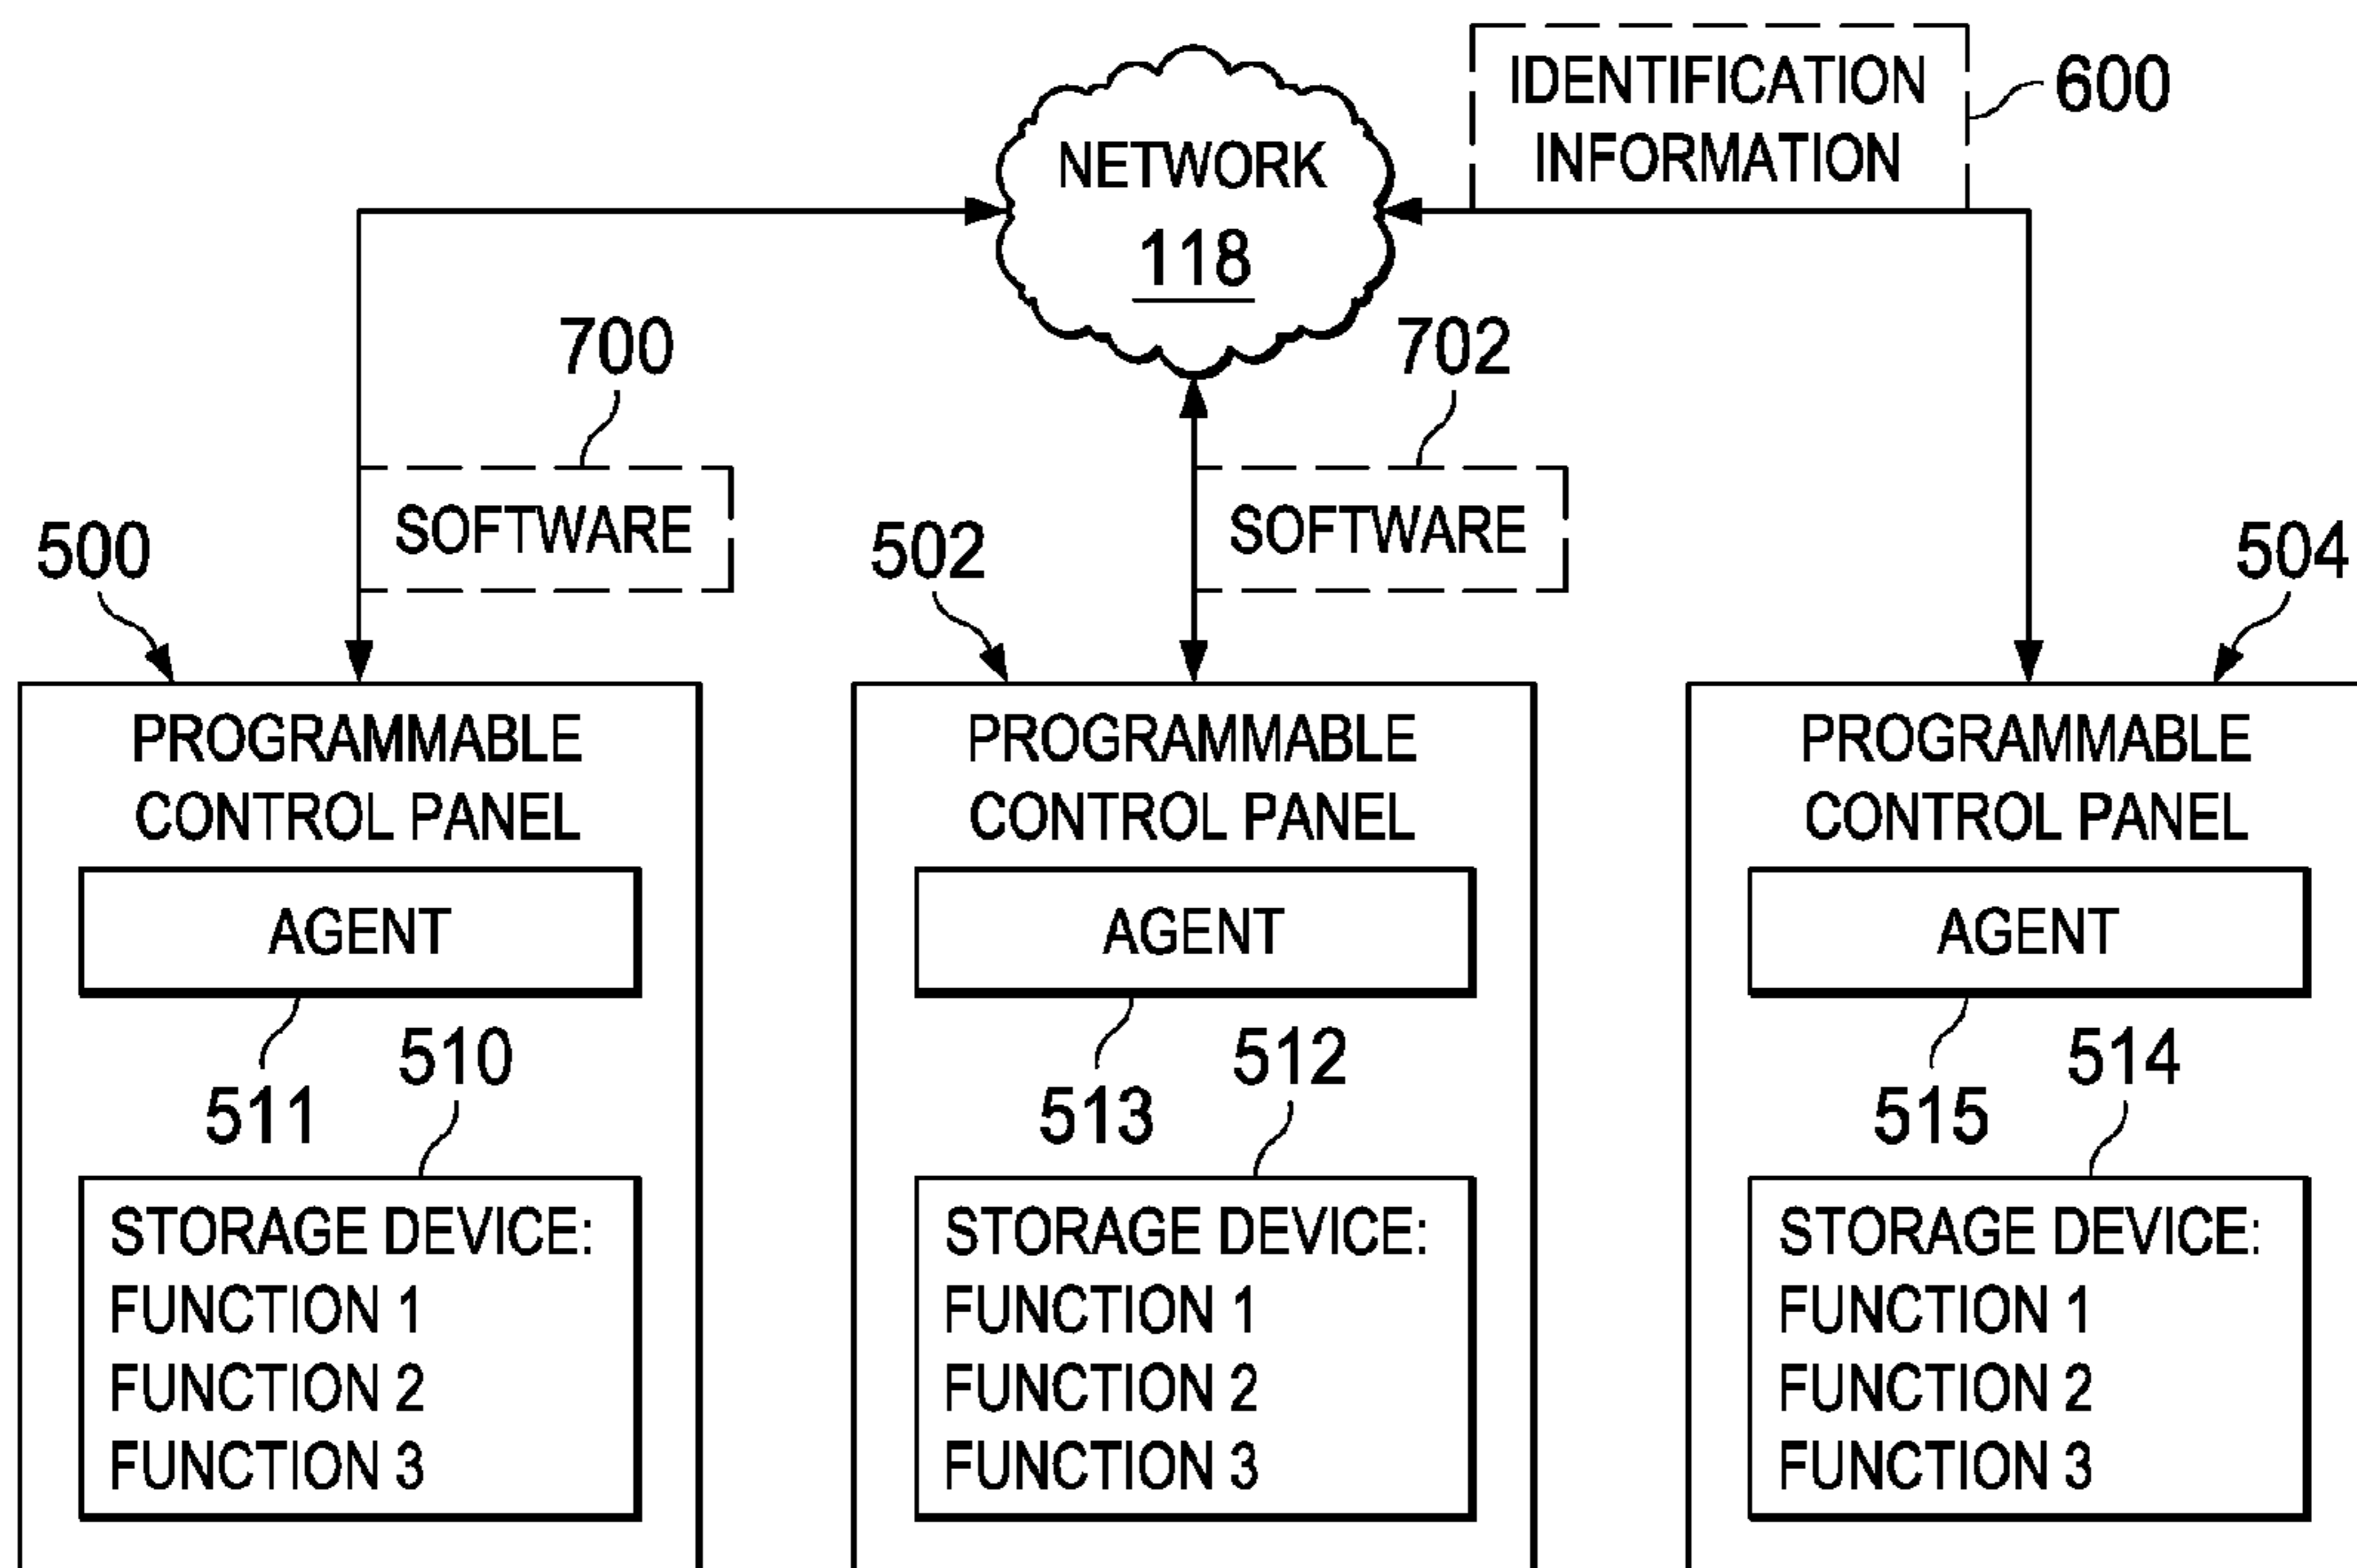 IDENTIFICATION
INFORMATION
600
NETWORK
118
700
702
SOFTWARE
SOFTWARE
500
502
504
PROGRAMMABLE
CONTROL PANEL
AGENT
511
510
STORAGE DEVICE:
FUNCTION 1
FUNCTION 2
FUNCTION 3
PROGRAMMABLE
CONTROL PANEL
AGENT
513
512
STORAGE DEVICE:
FUNCTION 1
FUNCTION 2
FUNCTION 3
PROGRAMMABLE
CONTROL PANEL
AGENT
515
514
STORAGE DEVICE:
FUNCTION 1
FUNCTION 2
FUNCTION 3